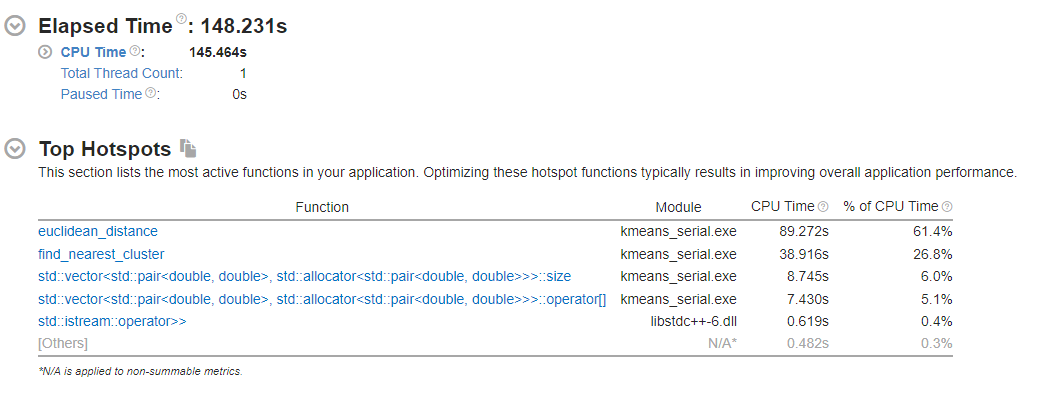 Elapsed Time ?: 148.231s
CPU Time ?: 145.464s
Total Thread Count: 1
Paused Time ?: 0s
Top Hotspots
This section lists the most active functions in your application. Optimizing these hotspot functions typically results in improving overall application performance.
Function Module CPU Time ? % of CPU Time ?
euclidean_distance kmeans_serial.exe 89.272s 61.4%
find_nearest_cluster kmeans_serial.exe 38.916s 26.8%
std::vector<std::pair<double, double>, std::allocator<std::pair<double, double>>>::size kmeans_serial.exe 8.745s 6.0%
std::vector<std::pair<double, double>, std::allocator<std::pair<double, double>>>::operator[] kmeans_serial.exe 7.430s 5.1%
std::istream::operator>> libstdc++-6.dll 0.619s 0.4%
[Others] N/A* 0.482s 0.3%
*N/A is applied to non-summable metrics.